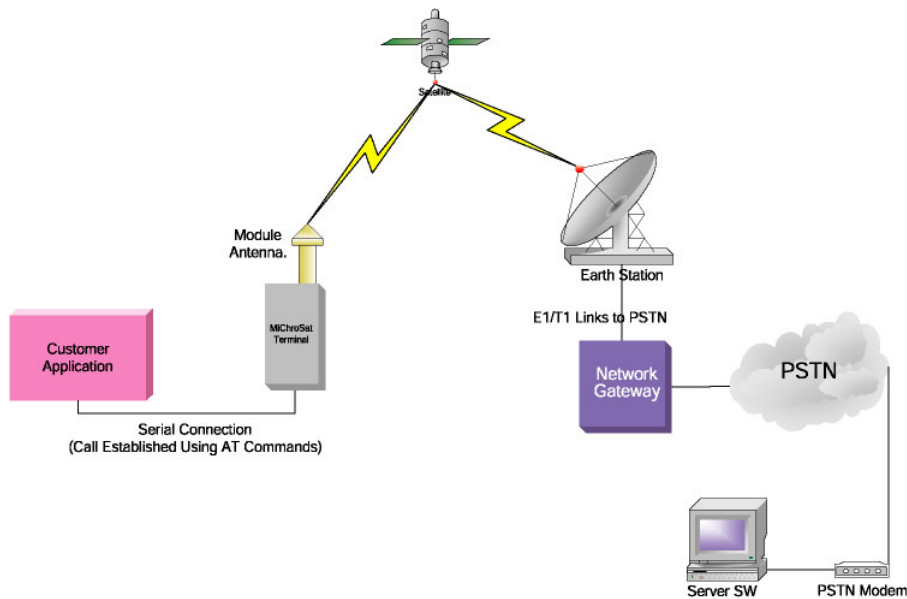 Satellite
Module
Antenna.
Earth Station
MiChroSat
Terminal
E1/T1 Links to PSTN
Customer
Application
Network
Gateway
PSTN
Serial Connection
(Call Established Using AT Commands)
Server SW
PSTN Modem